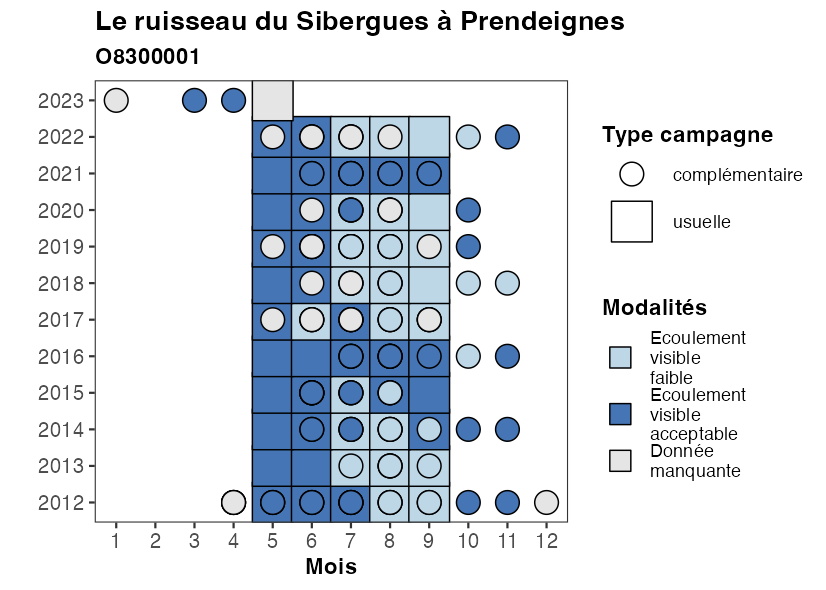 Le ruisseau du Sibergues à Prendeignes
O8300001
2023
2022
2021
2020
2019
2018
2017
2016
2015
2014
2013
2012
1 2 3 4 5 6 7 8 9 10 11 12
Mois
Type campagne
complémentaire
usuelle
Modalités
Ecoulement
visible
faible
Ecoulement
visible
acceptable
Donnée
manquante